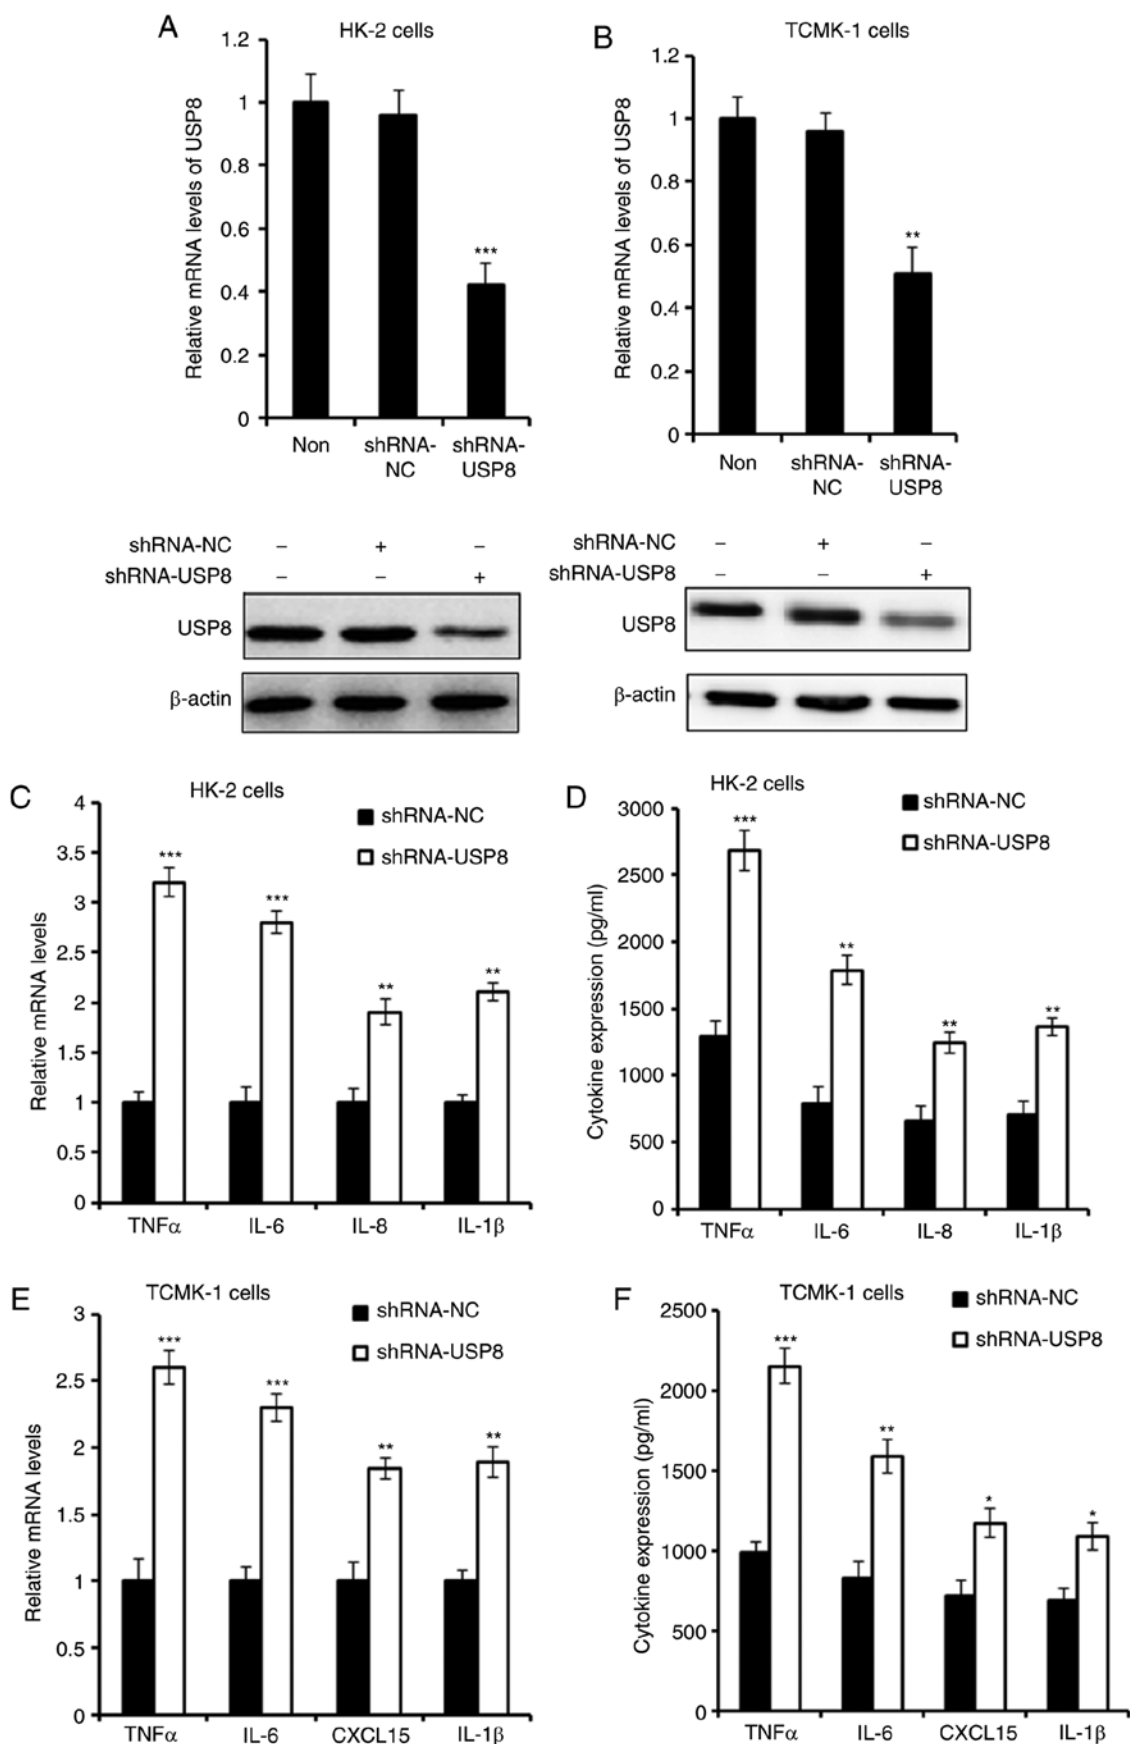 A
HK-2 cells
Relative mRNA levels of USP8
1.2
1
0.8
0.6
0.4
0.2
0
***
Non
shRNA-
NC
shRNA-
USP8
shRNA-NC – + –
shRNA-USP8 – – +
USP8
β-actin
B
TCMK-1 cells
Relative mRNA levels of USP8
1.2
1
0.8
0.6
0.4
0.2
0
**
Non
shRNA-
NC
shRNA-
USP8
shRNA-NC – + –
shRNA-USP8 – – +
USP8
β-actin
C
HK-2 cells
shRNA-NC
shRNA-USP8
Relative mRNA levels
4
3.5
3
2.5
2
1.5
1
0.5
0
*** *** ** **
TNFα IL-6 IL-8 IL-1β
D
HK-2 cells
shRNA-NC
shRNA-USP8
Cytokine expression (pg/ml)
3000
2500
2000
1500
1000
500
0
*** ** ** **
TNFα IL-6 IL-8 IL-1β
E
TCMK-1 cells
shRNA-NC
shRNA-USP8
Relative mRNA levels
3
2.5
2
1.5
1
0.5
0
*** *** ** **
TNFα IL-6 CXCL15 IL-1β
F
TCMK-1 cells
shRNA-NC
shRNA-USP8
Cytokine expression (pg/ml)
2500
2000
1500
1000
500
0
*** ** * *
TNFα IL-6 CXCL15 IL-1β